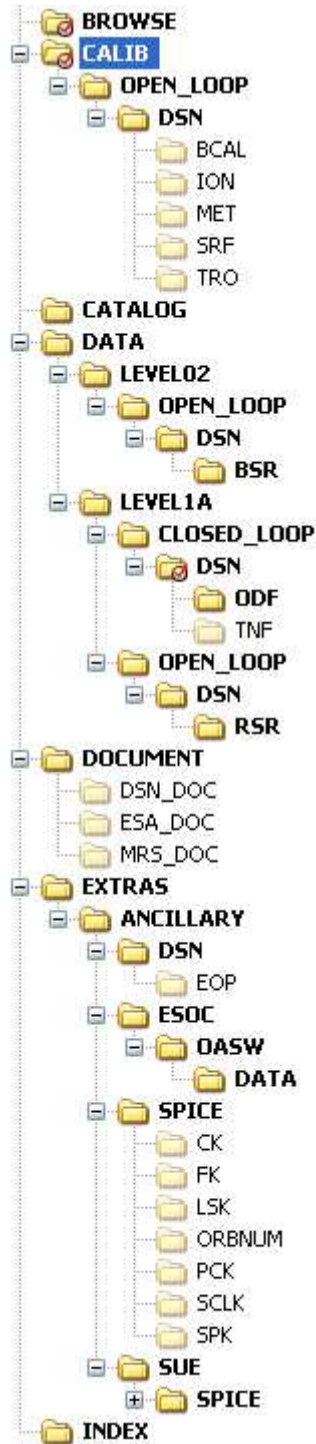 BROWSE
CALIB
OPEN_LOOP
DSN
BCAL
ION
MET
SRF
TRO
CATALOG
DATA
LEVEL02
OPEN_LOOP
DSN
BSR
LEVEL1A
CLOSED_LOOP
DSN
ODF
TNF
OPEN_LOOP
DSN
RSR
DOCUMENT
DSN_DOC
ESA_DOC
MRS_DOC
EXTRAS
ANCILLARY
DSN
EOP
ESOC
OASW
DATA
SPICE
CK
FK
LSK
ORBNUM
PCK
SCLK
SPK
SUE
SPICE
INDEX